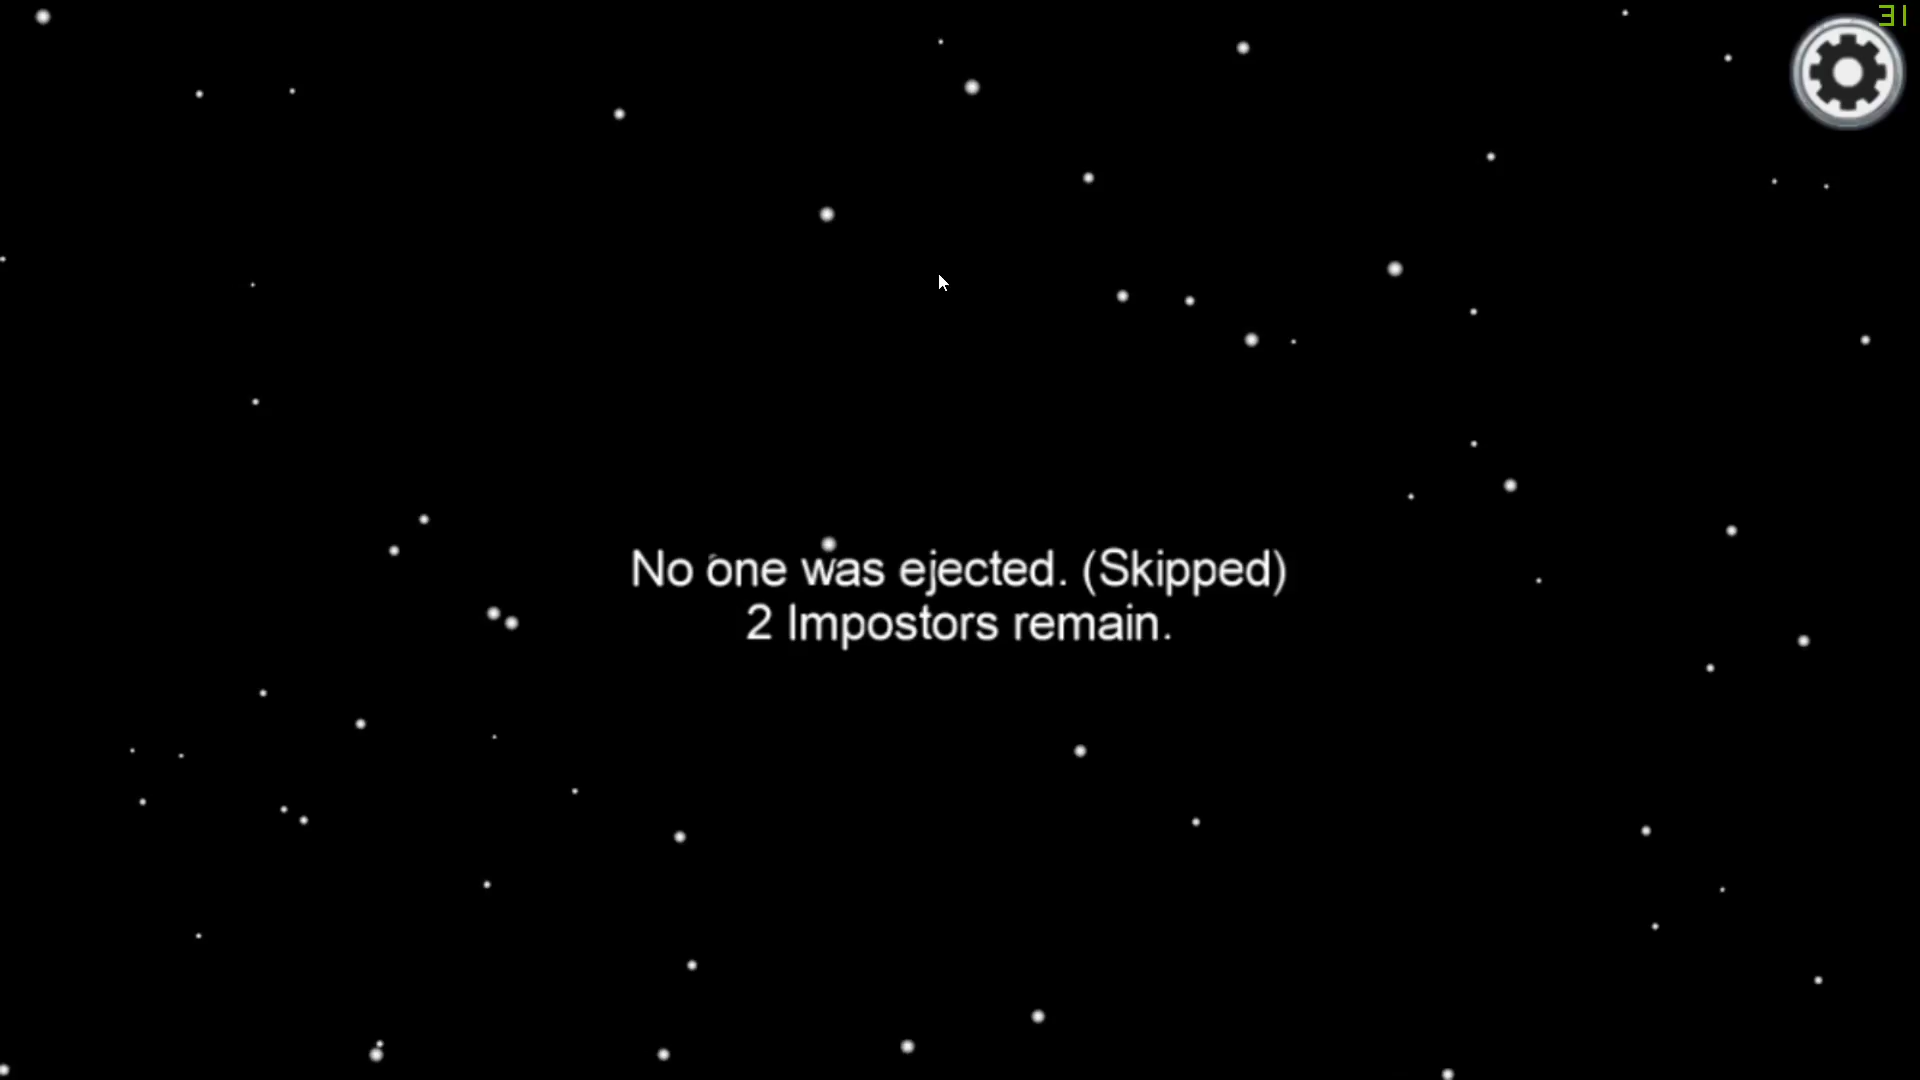 31
No one was ejected. (Skipped)
2 Impostors remain.